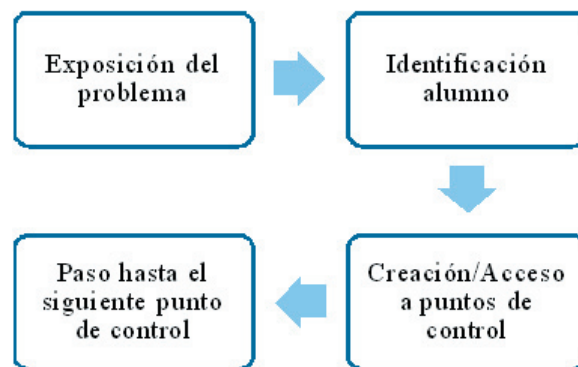 Exposición del
problema
Identificación
alumno
Creación/Acceso
a puntos de
control
Paso hasta el
siguiente punto
de control